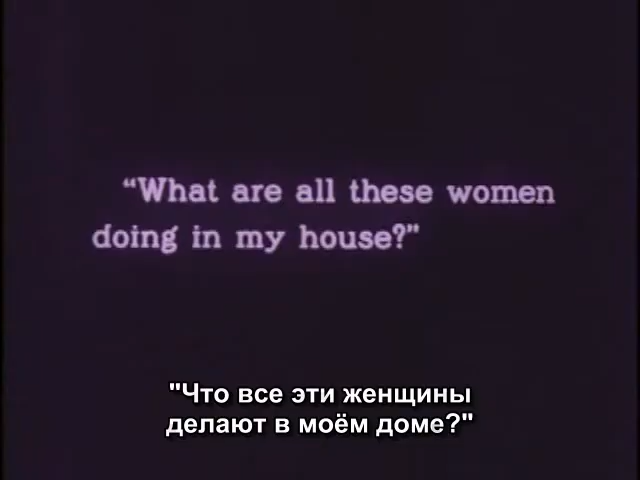 “What are all these women
doing in my house?”
"Что все эти женщины
делают в моём доме?"